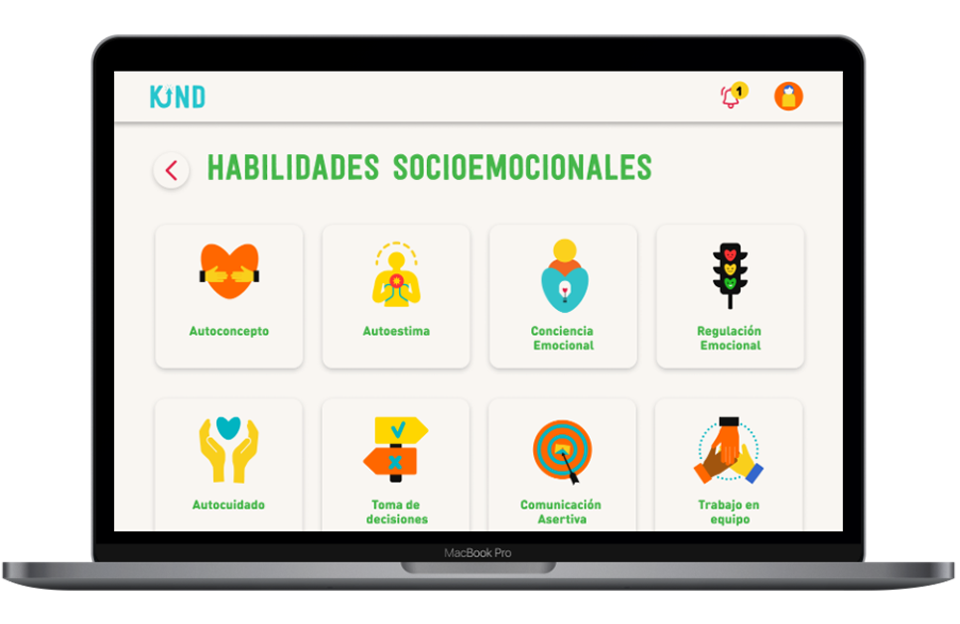 KIND
1
HABILIDADES SOCIOEMOCIONALES
Autoconcepto
Autoestima
Conciencia
Emocional
Regulación
Emocional
Autocuidado
Toma de
decisiones
Comunicación
Asertiva
Trabajo en
equipo
MacBook Pro